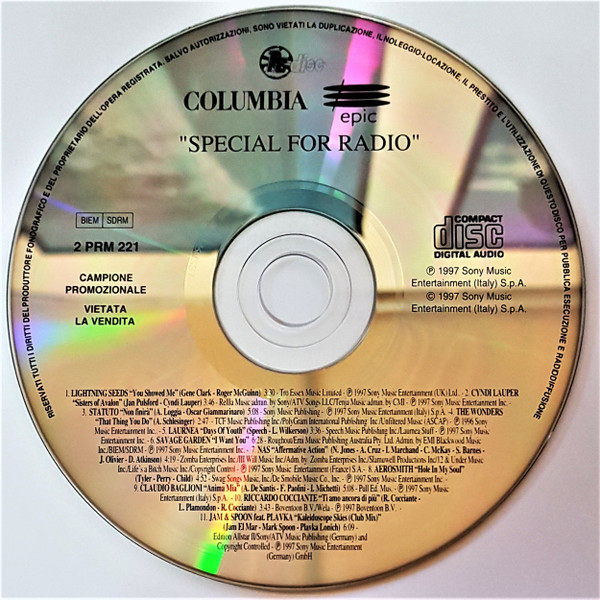 RISERVATI TUTTI I DIRITTI DEL PRODUTTORE FONOGRAFICO E DEL PROPRIETARIO DELL'OPERA REGISTRATA. SALVO AUTORIZZAZIONI, SONO VIETATI LA DUPLICAZIONE, IL NOLEGGIO-LOCAZIONE, IL PRESTITO E L'UTILIZZAZIONE DI QUESTO DISCO PER PUBBLICA ESECUZIONE E RADIODIFFUSIONE
disc
COLUMBIA epic
"SPECIAL FOR RADIO"
BIEM SDRM
2 PRM 221
CAMPIONE
PROMOZIONALE
VIETATA
LA VENDITA
COMPACT
disc
DIGITAL AUDIO
℗ 1997 Sony Music
Entertainment (Italy) S.p.A.
© 1997 Sony Music
Entertainment (Italy) S.p.A.
1. LIGHTNING SEEDS "You Showed Me" (Gene Clark - Roger McGuinn) 3:30 - Tro Essex Music Limited - ℗ 1997 Sony Music Entertainment (UK) Ltd. - 2. CYNDI LAUPER
"Sisters of Avalon" (Jan Pulsford - Cyndi Lauper) 3:46 - Rella Music admin. by Sony/ATV Songs LLC/Tema Music adm. by CMI - ℗ 1997 Sony Music Entertainment Inc. -
3. STATUTO "Non finirà" (A. Loggia - Oscar Giammarinaro) 5:08 - Sony Music Publishing - ℗ 1997 Sony Music Entertainment (Italy) S.p.A. - 4. THE WONDERS
"That Thing You Do" (A. Schlesinger) 2:47 - TCF Music Publishing Inc/PolyGram International Publishing Inc/Unfiltered Music (ASCAP) - ℗ 1996 Sony
Music Entertainment Inc. - 5. LAURNEA "Days Of Youth" (Speech - L. Wilkerson) 3:36 - Speech Music Publishing Inc/Laurnea Staff - ℗ 1997 Sony Music Entertainment
Inc. - 6. SAVAGE GARDEN "I Want You" 6:28 - Roughcut/Emi Music Publishing Australia Pty. Ltd. Admin. by EMI Blackwood Music
Inc/BIEM/SDRM - ℗ 1997 Sony Music Entertainment Inc. - 7. NAS "Affirmative Action" (N. Jones - A. Cruz - I. Marchand - C. McKay - S. Barnes -
J. Olivier - D. Atkinson) 4:19 - Zomba Enterprises Inc/Ill Will Music Inc/Adm. by Zomba Enterprises Inc/Slamuwell Productions Inc/12 & Under Music
Inc/Life's a Bitch Music Inc/Copyright Control - ℗ 1997 Sony Music Entertainment (France) S.A. - 8. AEROSMITH "Hole In My Soul"
(Tyler - Perry - Child) 4:52 - Swag Songs Music, Inc/De Smobile Music Co., Inc. - ℗ 1997 Sony Music Entertainment Inc.
9. CLAUDIO BAGLIONI "Anima Mia" (A. De Santis - F. Paolini - I. Michetti) 5:08 - Pull Ed. Mus. - ℗ 1997 Sony Music
Entertainment (Italy) S.p.A. - 10. RICCARDO COCCIANTE "Ti amo ancora di più" (R. Cocciante -
L. Plamondon - R. Cocciante) 3:43 - Boventoon B.V./Wela - ℗ 1997 Boventoon B.V. -
11. JAM & SPOON feat. PLAVKA "Kaleidoscope Skies (Club Mix)"
(Jam El Mar - Mark Spoon - Plavka Lonich) 6:09 -
Edition Allstar II/Sony/ATV Music Publishing (Germany) and
Copyright Controlled - ℗ 1997 Sony Music Entertainment
(Germany) GmbH